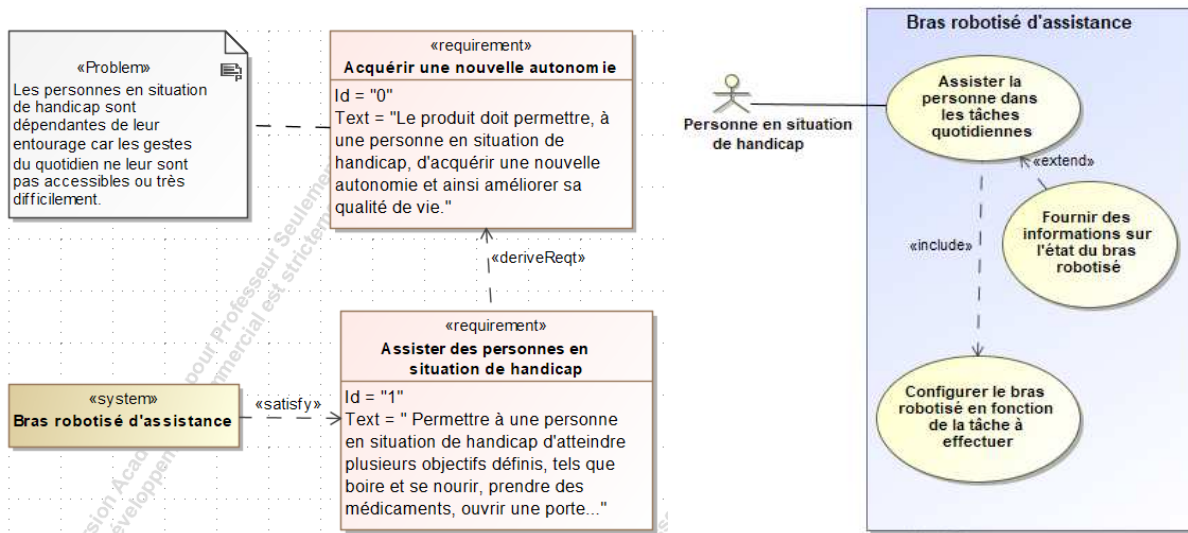 «Problem»
Les personnes en situation
de handicap sont
dépendantes de leur
entourage car les gestes
du quotidien ne leur sont
pas accessibles ou très
difficilement.
«requirement»
Acquérir une nouvelle autonomie
Id = "0"
Text = "Le produit doit permettre, à
une personne en situation de
handicap, d'acquérir une nouvelle
autonomie et ainsi améliorer sa
qualité de vie."
«deriveReqt»
«requirement»
Assister des personnes en
situation de handicap
Id = "1"
Text = " Permettre à une personne
en situation de handicap d'atteindre
plusieurs objectifs définis, tels que
boire et se nourir, prendre des
médicaments, ouvrir une porte..."
«system»
Bras robotisé d'assistance
«satisfy»
pour Professeur Seulement
Bras robotisé d'assistance
Personne en situation
de handicap
Assister la
personne dans
les tâches
quotidiennes
«extend»
Fournir des
informations sur
l'état du bras
robotisé
«include»
Configurer le bras
robotisé en fonction
de la tâche à
effectuer